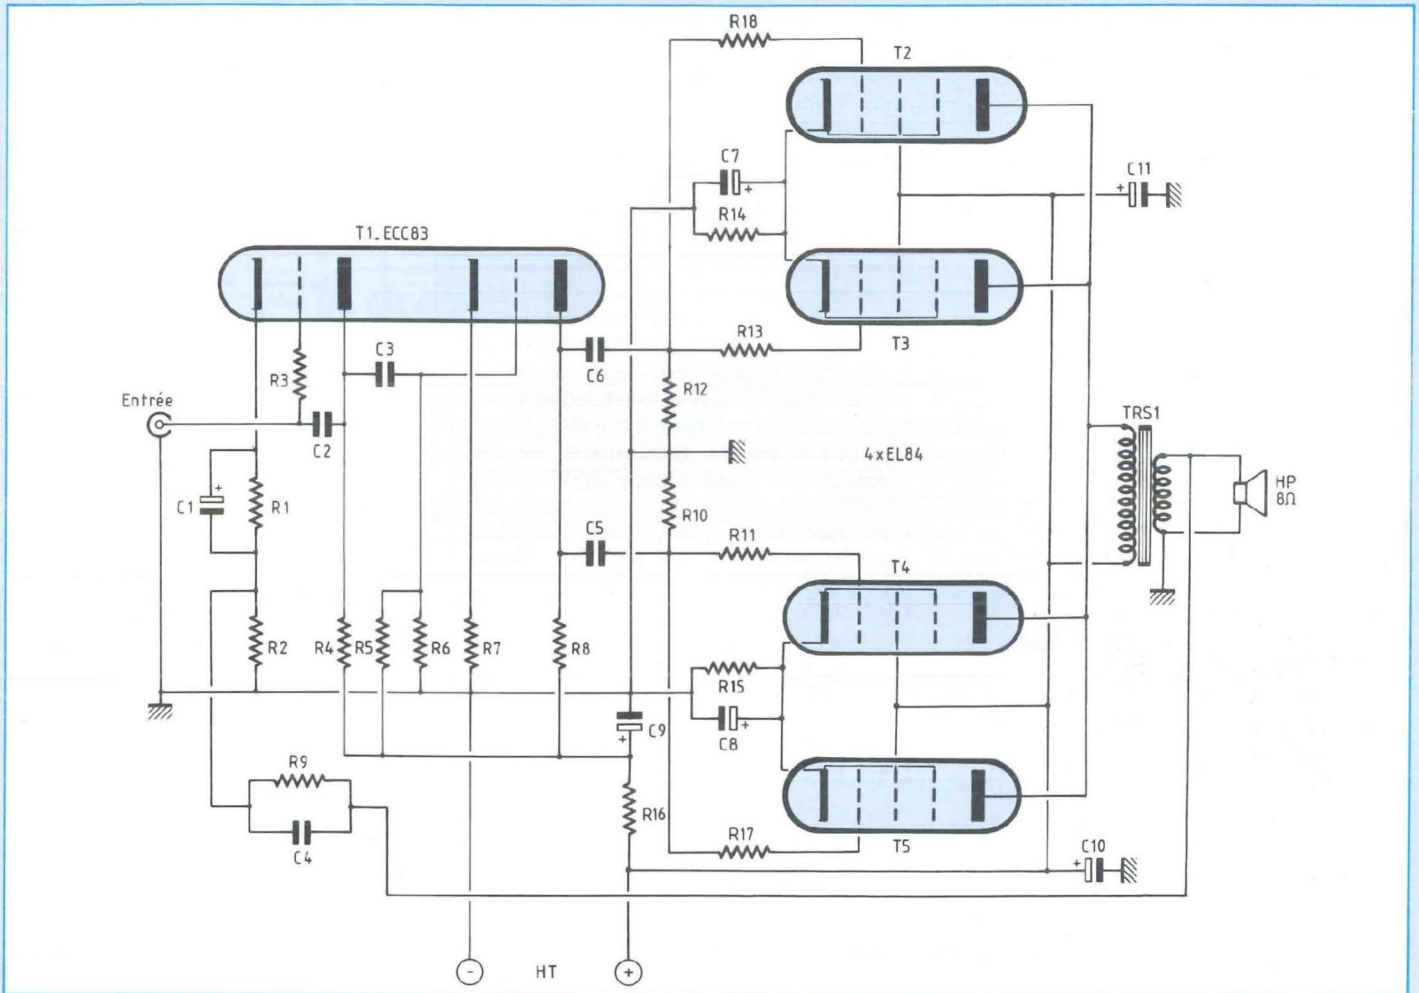 R18
T2
C7
C11
R14
T1_ECC83
C3
C6
R13
T3
R3
Entrée
C2
R12
4xEL84
TRS1
HP
8Ω
C1
R1
R10
C5
R11
T4
R2
R4
R5
R6
R7
R8
R15
C9
C8
R9
C4
R16
R17
T5
C10
HT